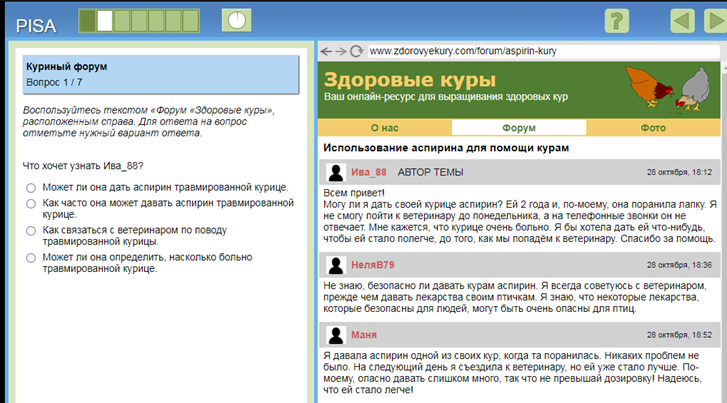 PISA
?
Куриный форум
Вопрос 1 / 7
Воспользуйтесь текстом «Форум «Здоровые куры»,
расположенным справа. Для ответа на вопрос
отметьте нужный вариант ответа.
Что хочет узнать Ива_88?
Может ли она дать аспирин травмированной курице.
Как часто она может давать аспирин травмированной
курице.
Как связаться с ветеринаром по поводу
травмированной курицы.
Может ли она определить, насколько больно
травмированной курице.
www.zdorovyekury.com/forum/aspirin-kury
Здоровые куры
Ваш онлайн-ресурс для выращивания здоровых кур
О нас Форум Фото
Использование аспирина для помощи курам
Ива_88 АВТОР ТЕМЫ 28 октября, 18:12
Всем привет!
Могу ли я дать своей курице аспирин? Ей 2 года и, по-моему, она поранила лапку. Я
не смогу пойти к ветеринару до понедельника, а на телефонные звонки он не
отвечает. Мне кажется, что курице очень больно. Я бы хотела дать ей что-нибудь,
чтобы ей стало полегче, до того, как мы попадём к ветеринару. Спасибо за помощь.
НеляВ79 28 октября, 18:36
Не знаю, безопасно ли давать курам аспирин. Я всегда советуюсь с ветеринаром,
прежде чем давать лекарства своим птичкам. Я знаю, что некоторые лекарства,
которые безопасны для людей, могут быть очень опасны для птиц.
Маня 28 октября, 18:52
Я давала аспирин одной из своих кур, когда та поранилась. Никаких проблем не
было. На следующий день я съездила к ветеринару, но ей уже стало лучше. По-
моему, опасно давать слишком много, так что не превышай дозировку! Надеюсь,
что ей стало легче!